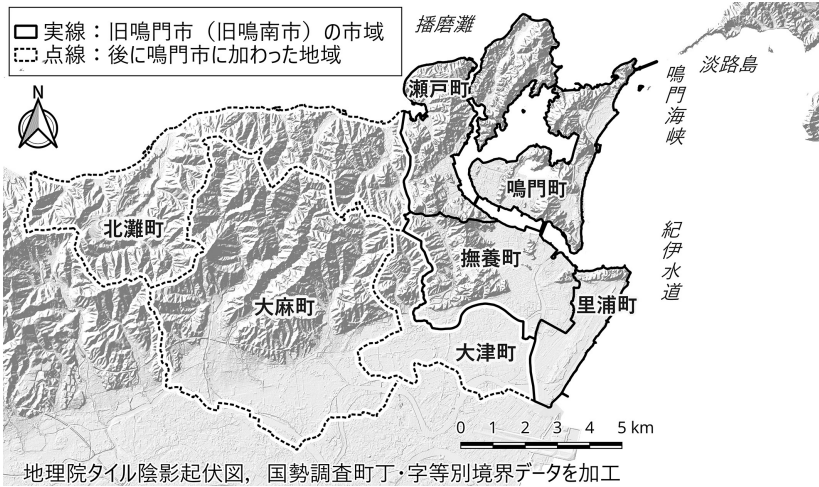 実線：旧鳴門市（旧鳴南市）の市域
点線：後に鳴門市に加わった地域
播磨灘
淡路島
鳴門海峡
N
瀬戸町
鳴門町
北灘町
撫養町
紀伊水道
大麻町
里浦町
大津町
0 1 2 3 4 5 km
地理院タイル陰影起伏図，国勢調査町丁・字等別境界データを加工